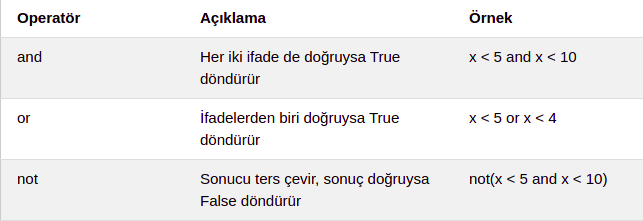 Operatör Açıklama Örnek
and Her iki ifade de doğruysa True döndürür x < 5 and x < 10
or İfadelerden biri doğruysa True döndürür x < 5 or x < 4
not Sonucu ters çevir, sonuç doğruysa False döndürür not(x < 5 and x < 10)